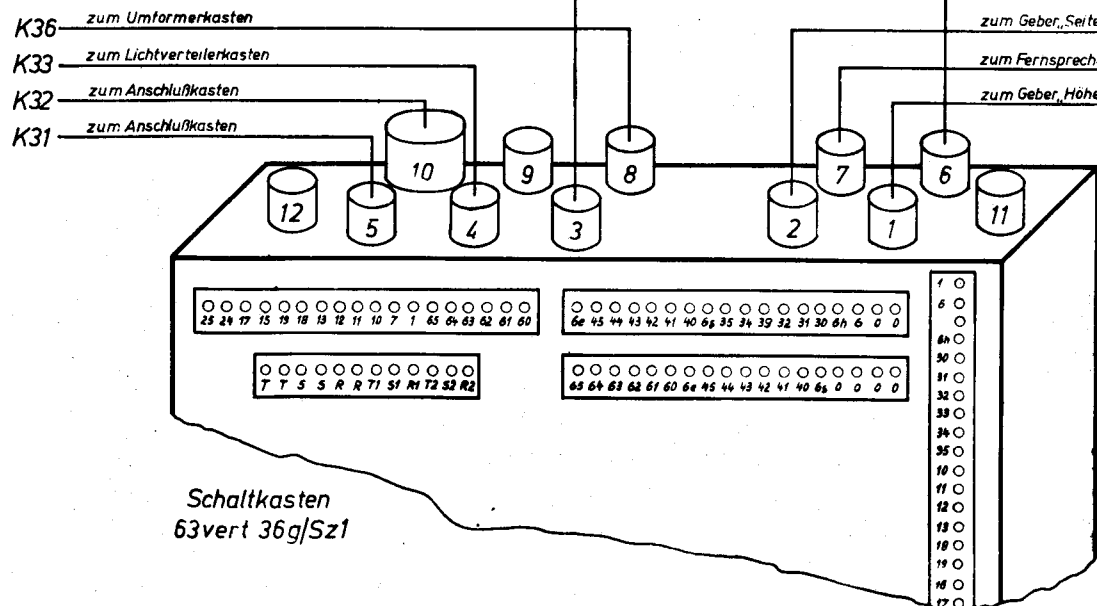 K36 zum Umformerkasten
K33 zum Lichtverteilerkasten
K32 zum Anschlußkasten
K31 zum Anschlußkasten
zum Geber„Seite
zum Fernsprech-
zum Geber„Höhe
10 9 8 7 6
12 5 4 3 2 1 11
25 24 17 15 19 18 13 12 11 10 7 1 65 64 63 62 61 60
6e 45 44 43 42 41 40 6g 35 34 39 32 31 30 6h 6 0 0
T T S S R R T1 S1 R1 T2 S2 R2
65 64 63 62 61 60 6e 45 44 43 42 41 40 6g 0 0 0 0
1
6
6h
30
31
32
33
34
35
10
11
12
13
18
19
16
17
Schaltkasten
63vert 36g/Sz1